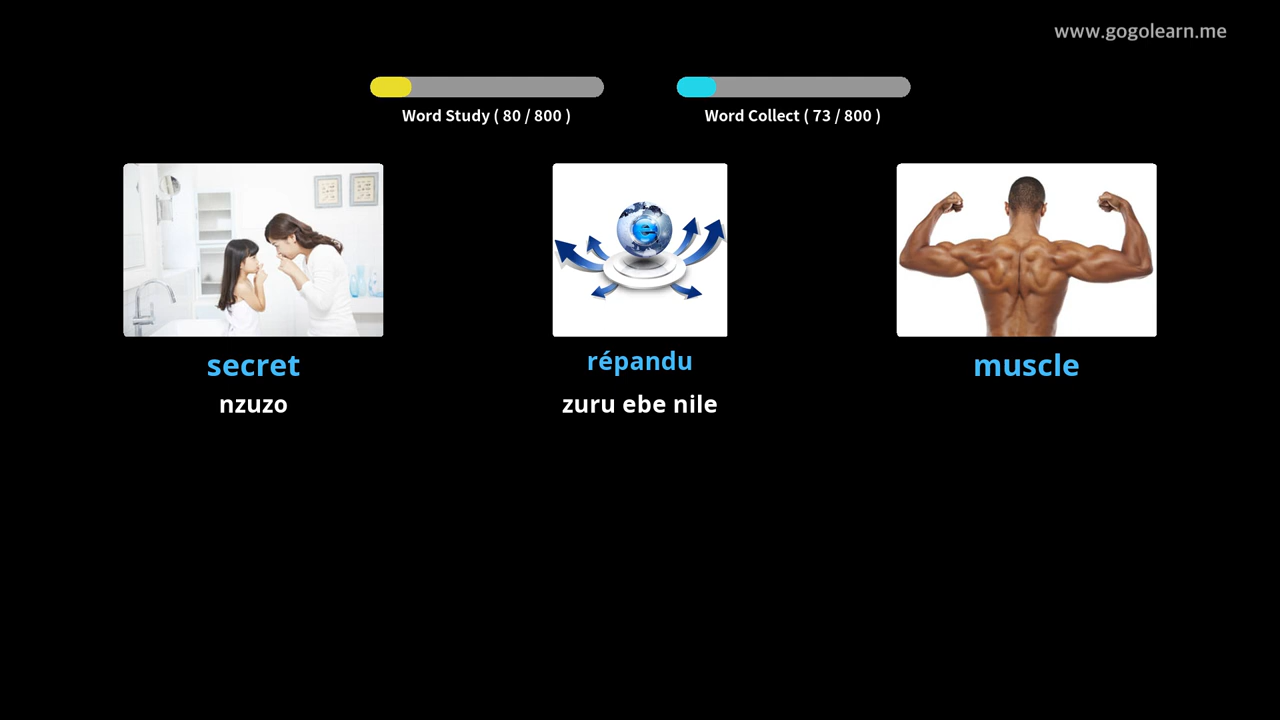 www.gogolearn.me
Word Study ( 80 / 800 )
Word Collect ( 73 / 800 )
e
secret
répandu
muscle
nzuzo
zuru ebe nile